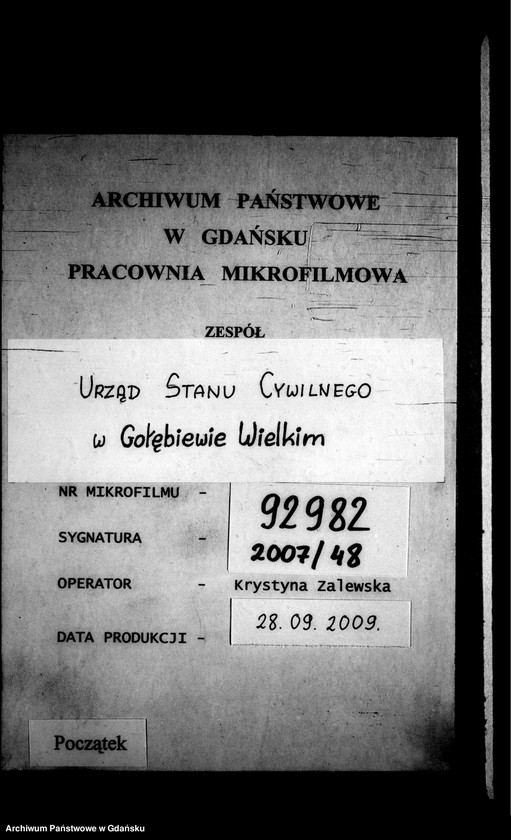 ARCHIWUM PAŃSTWOWE
W GDAŃSKU
PRACOWNIA MIKROFILMOWA
ZESPÓŁ
URZĄD STANU CYWILNEGO
w Gołębiewie Wielkim
NR MIKROFILMU - 92982
SYGNATURA - 2007/48
OPERATOR - Krystyna Zalewska
DATA PRODUKCJI - 28.09.2009.
Początek
Archiwum Państwowe w Gdańsku